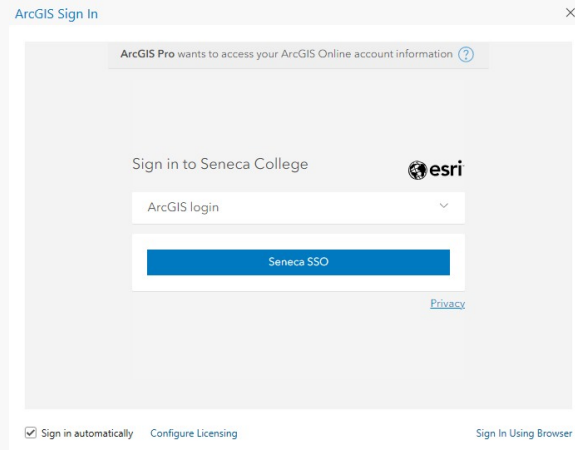 ArcGIS Sign In
ArcGIS Pro wants to access your ArcGIS Online account information ?
Sign in to Seneca College
esri
ArcGIS login
Seneca SSO
Privacy
Sign in automatically Configure Licensing Sign In Using Browser